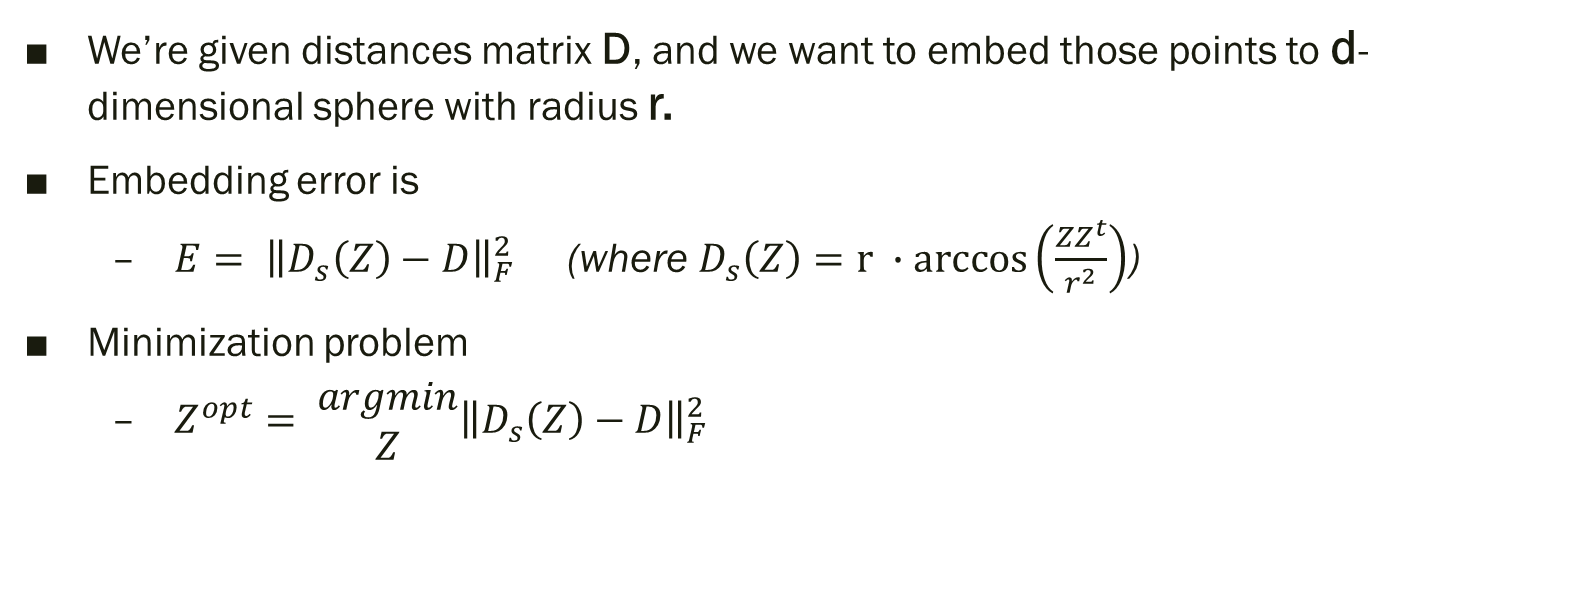 ■ We're given distances matrix D, and we want to embed those points to d-
dimensional sphere with radius r.
■ Embedding error is
– E = ‖D_s(Z) − D‖_F^2 (where D_s(Z) = r · arccos(ZZ^t/r^2))
■ Minimization problem
– Z^opt = argmin_Z ‖D_s(Z) − D‖_F^2